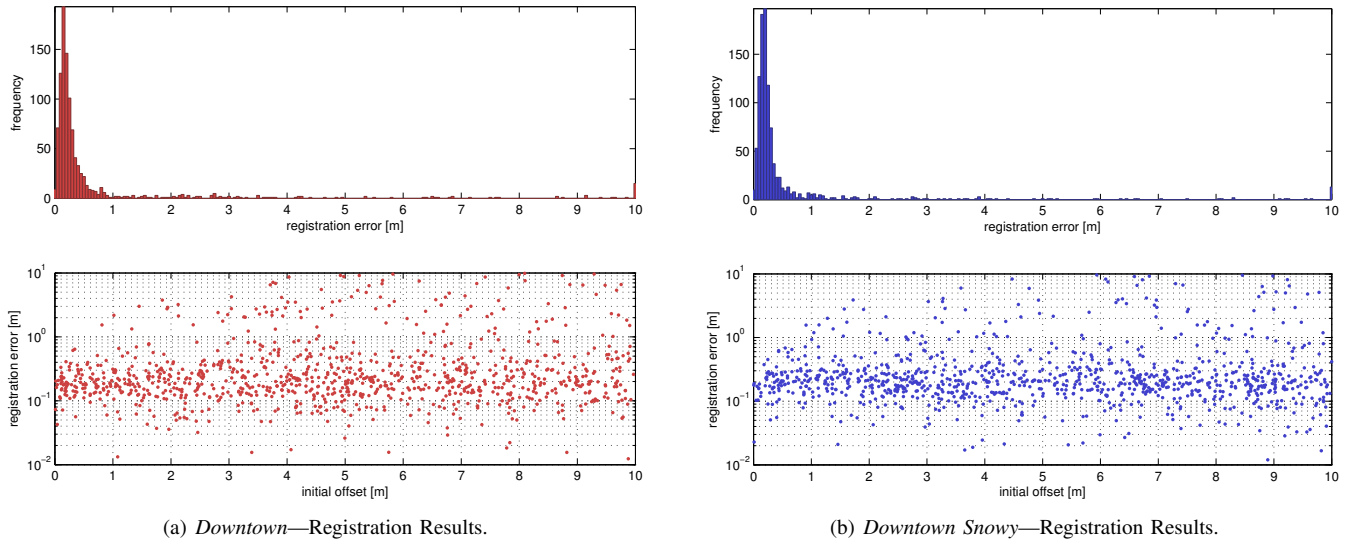 150
100
50
0
frequency
0 1 2 3 4 5 6 7 8 9 10
registration error [m]
10^1
10^0
10^-1
10^-2
registration error [m]
0 1 2 3 4 5 6 7 8 9 10
initial offset [m]
(a) Downtown—Registration Results.
150
100
50
0
frequency
0 1 2 3 4 5 6 7 8 9 10
registration error [m]
10^1
10^0
10^-1
10^-2
registration error [m]
0 1 2 3 4 5 6 7 8 9 10
initial offset [m]
(b) Downtown Snowy—Registration Results.